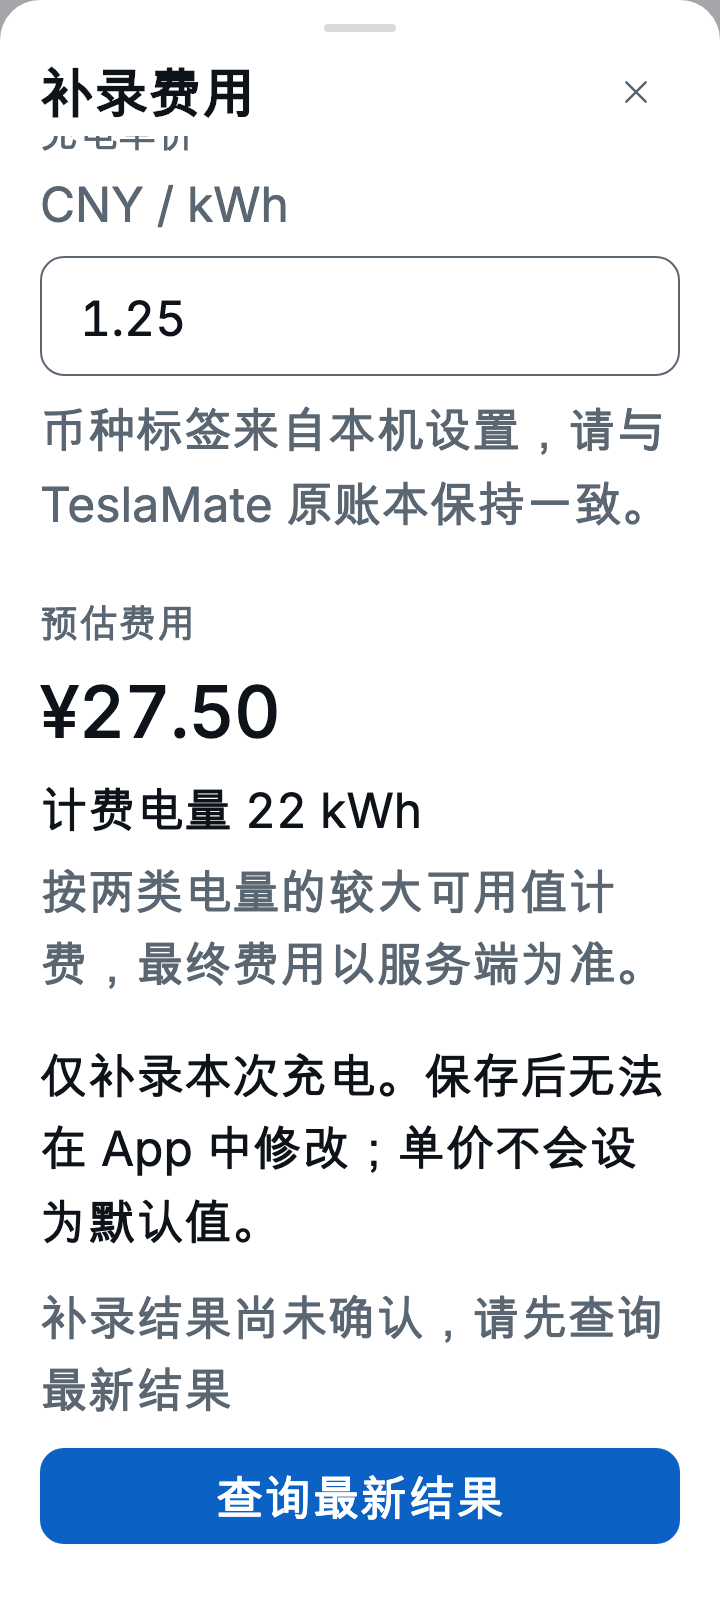 补录费用
充电单价
CNY / kWh
1.25
币种标签来自本机设置，请与
TeslaMate 原账本保持一致。
预估费用
¥27.50
计费电量 22 kWh
按两类电量的较大可用值计
费，最终费用以服务端为准。
仅补录本次充电。保存后无法
在 App 中修改；单价不会设
为默认值。
补录结果尚未确认，请先查询
最新结果
查询最新结果